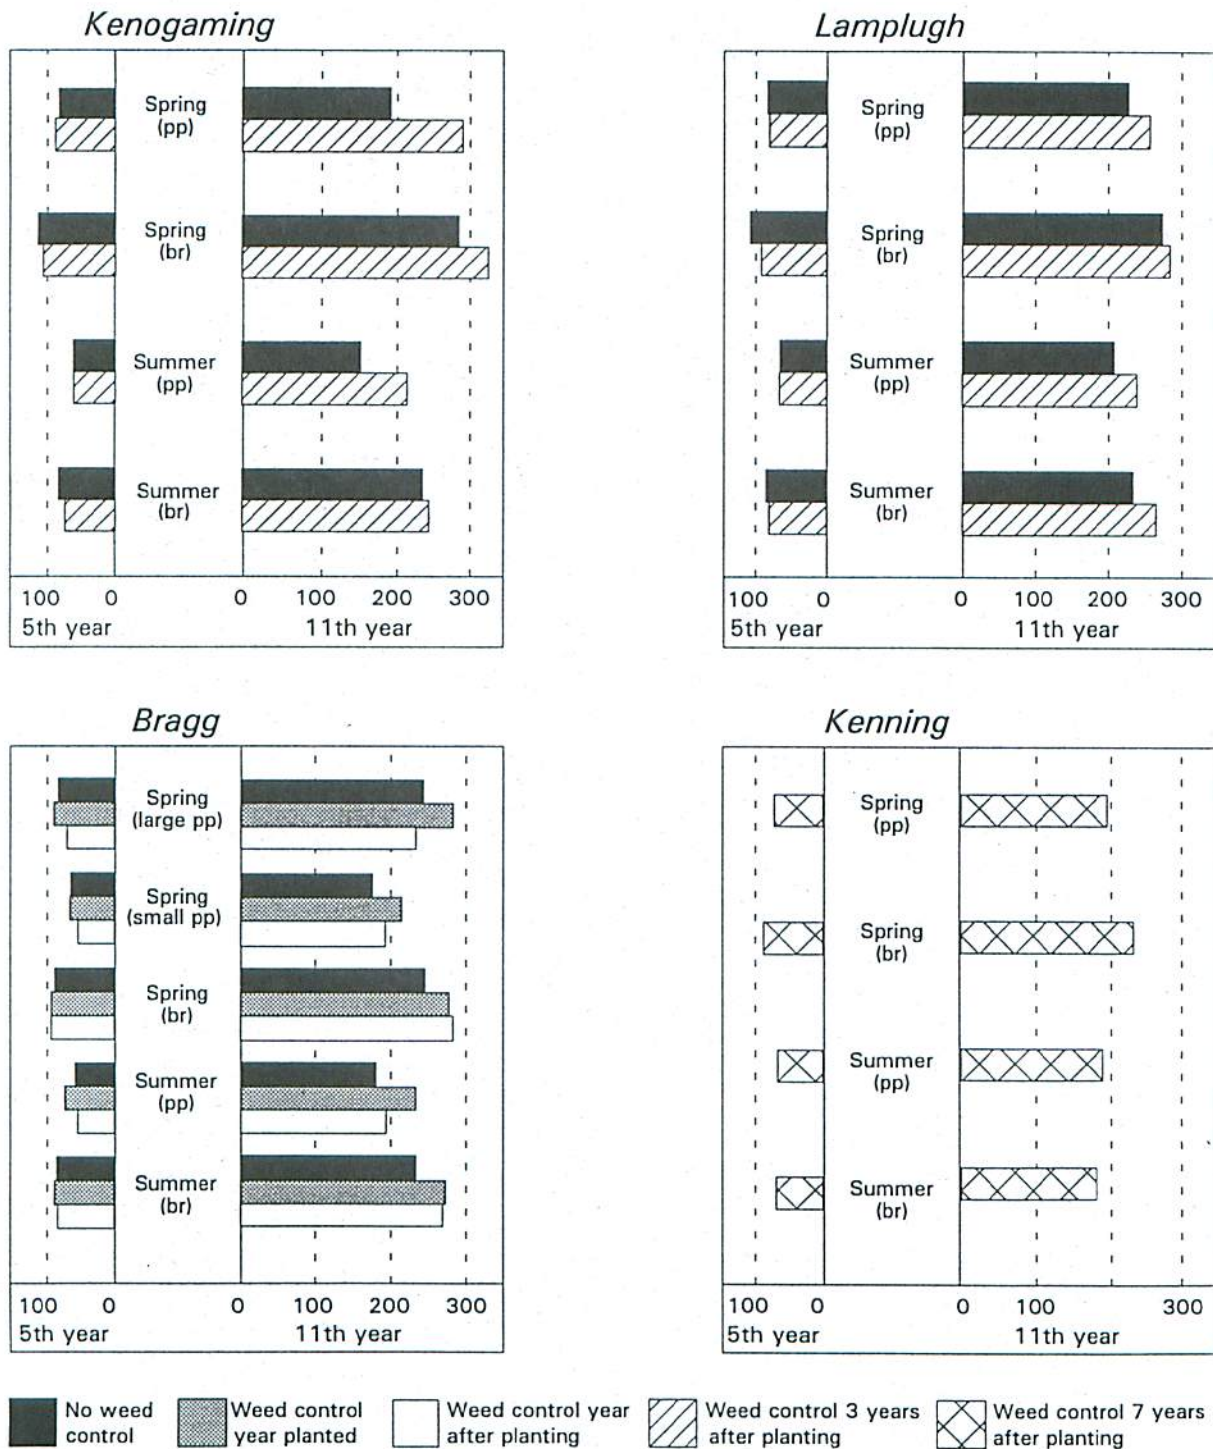 Kenogaming
Spring
(pp)
Spring
(br)
Summer
(pp)
Summer
(br)
100 0 0 100 200 300
5th year 11th year
Lamplugh
Spring
(pp)
Spring
(br)
Summer
(pp)
Summer
(br)
100 0 0 100 200 300
5th year 11th year
Bragg
Spring
(large pp)
Spring
(small pp)
Spring
(br)
Summer
(pp)
Summer
(br)
100 0 0 100 200 300
5th year 11th year
Kenning
Spring
(pp)
Spring
(br)
Summer
(pp)
Summer
(br)
100 0 0 100 300
5th year 11th year
No weed
control
Weed control
year planted
Weed control year
after planting
Weed control 3 years
after planting
Weed control 7 years
after planting